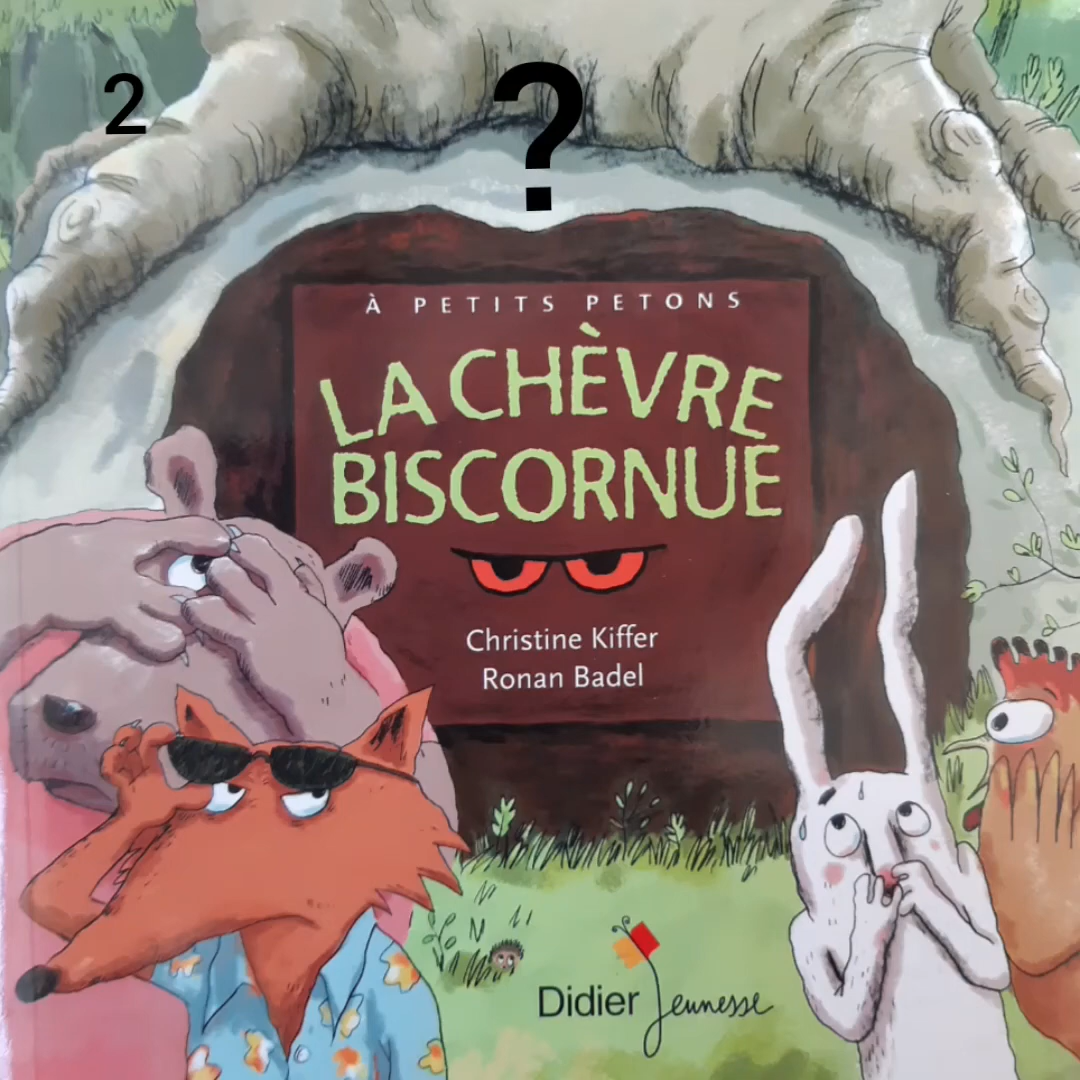 2
?
À PETITS PETONS
LA CHÈVRE
BISCORNUE
Christine Kiffer
Ronan Badel
Didier Jeunesse